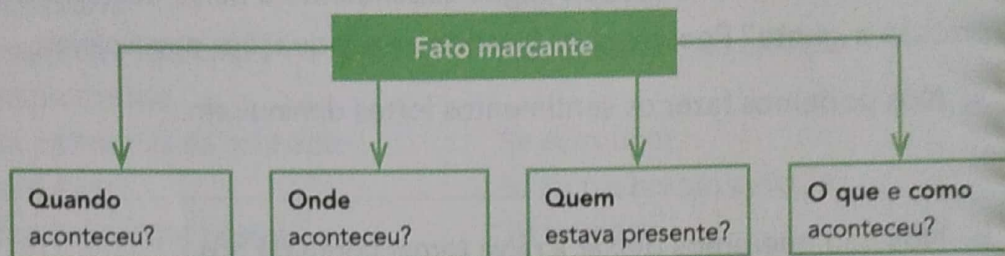 Fato marcante
Quando
aconteceu?
Onde
aconteceu?
Quem
estava presente?
O que e como
aconteceu?